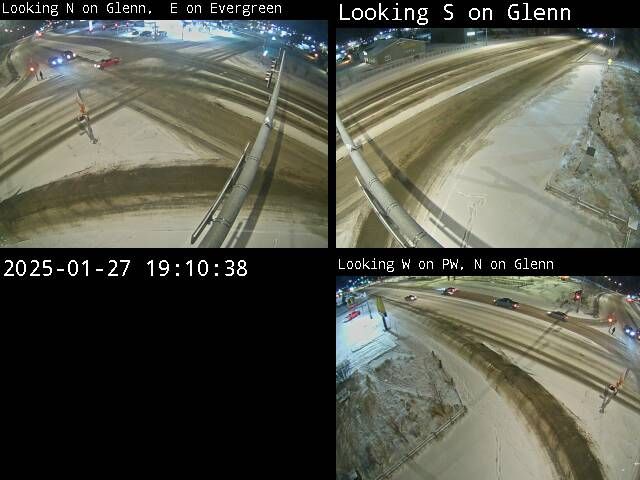 Looking N on Glenn,  E on Evergreen
Looking S on Glenn
2025-01-27 19:10:38
Looking W on PW, N on Glenn